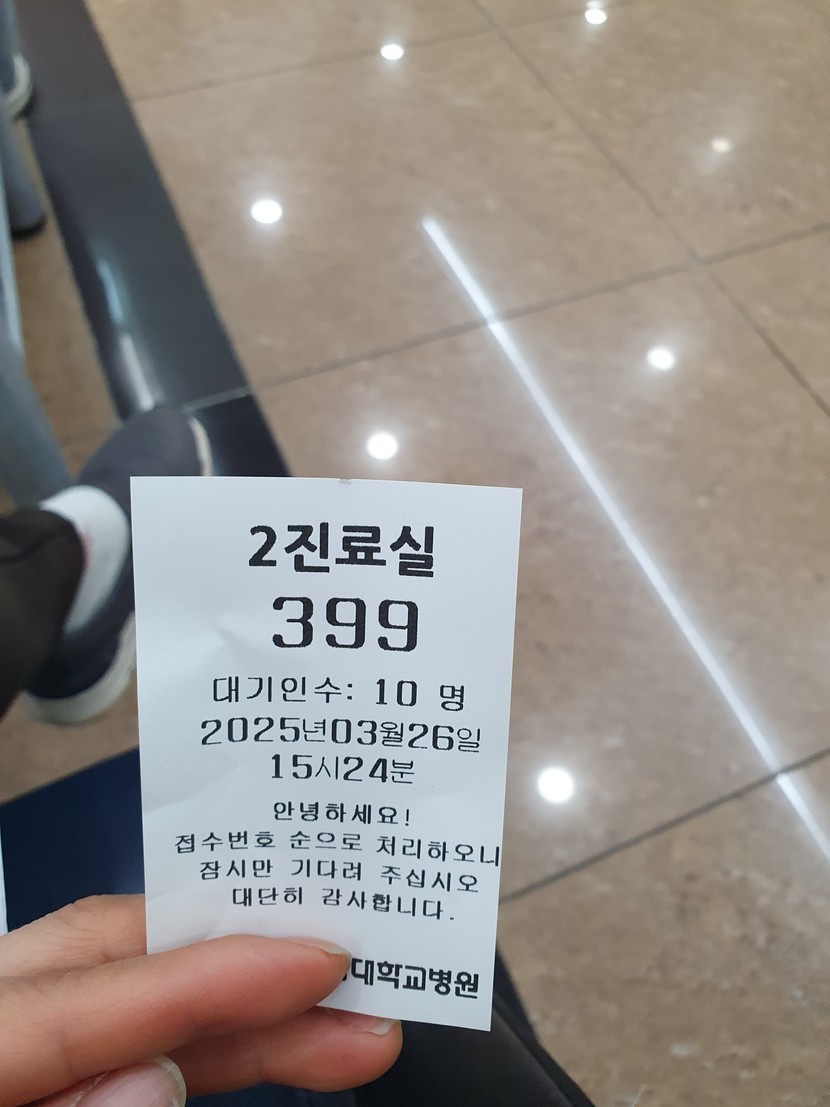 2진료실
399
대기인수: 10 명
2025년03월26일
15시24분
안녕하세요!
접수번호 순으로 처리하오니
잠시만 기다려 주십시오
대단히 감사합니다.
대학교병원